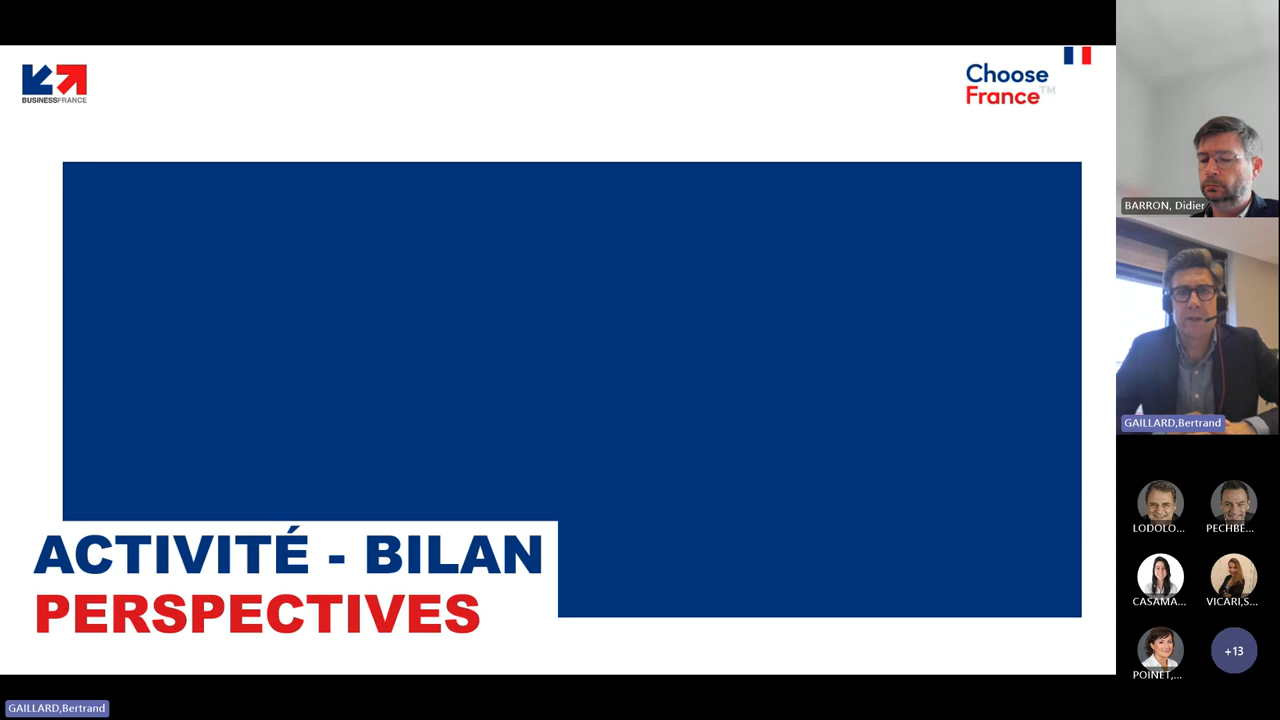 BUSINESSFRANCE
Choose
France™
ACTIVITÉ - BILAN
PERSPECTIVES
BARRON, Didier
GAILLARD,Bertrand
LODOLO...
PECHBE...
CASAMA...
VICARI,S...
POINET,...
+13
GAILLARD,Bertrand